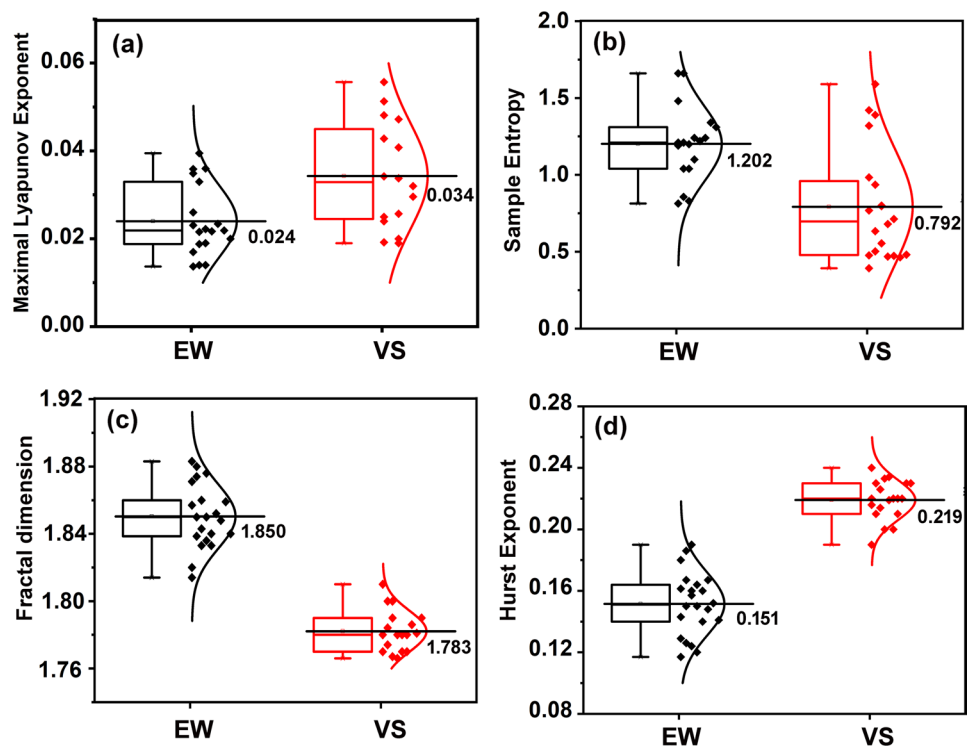 (a)
Maximal Lyapunov Exponent
0.06
0.04
0.02
0.00
0.024
0.034
EW
VS
(b)
Sample Entropy
2.0
1.5
1.0
0.5
0.0
1.202
0.792
EW
VS
(c)
Fractal dimension
1.92
1.88
1.84
1.80
1.76
1.850
1.783
EW
VS
(d)
Hurst Exponent
0.28
0.24
0.20
0.16
0.12
0.08
0.151
0.219
EW
VS